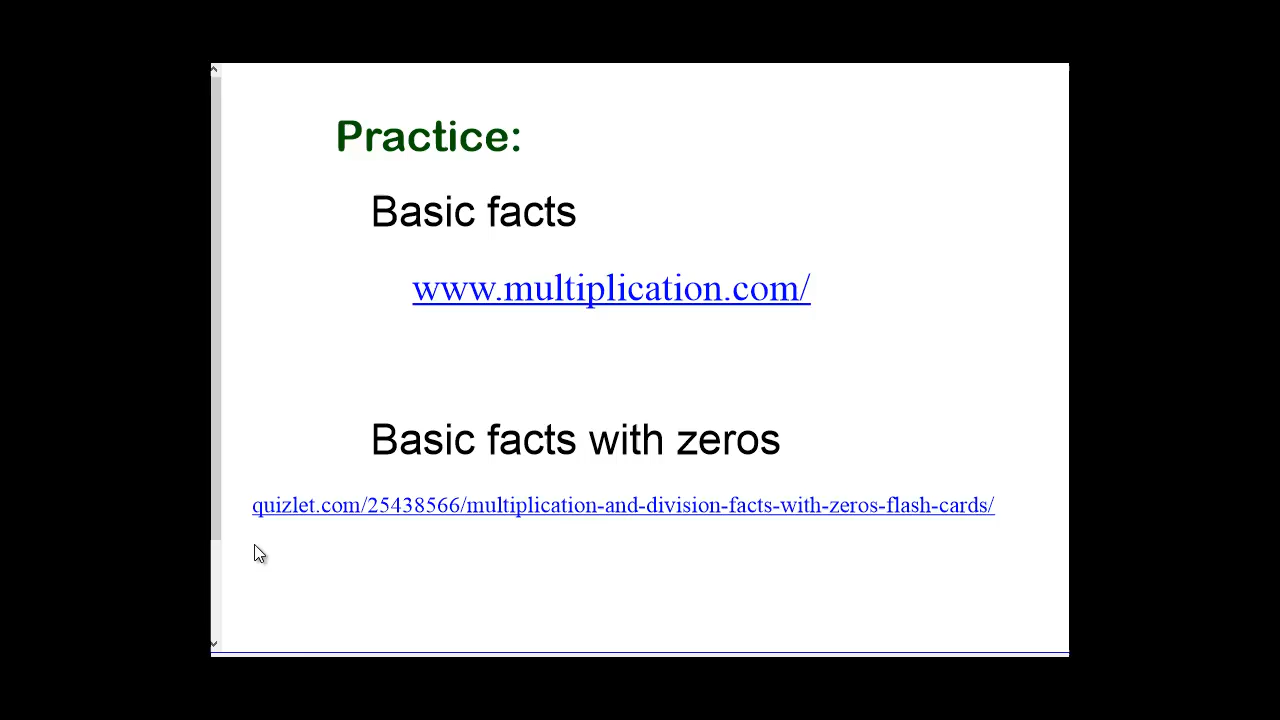 Practice:
Basic facts
www.multiplication.com/
Basic facts with zeros
quizlet.com/25438566/multiplication-and-division-facts-with-zeros-flash-cards/